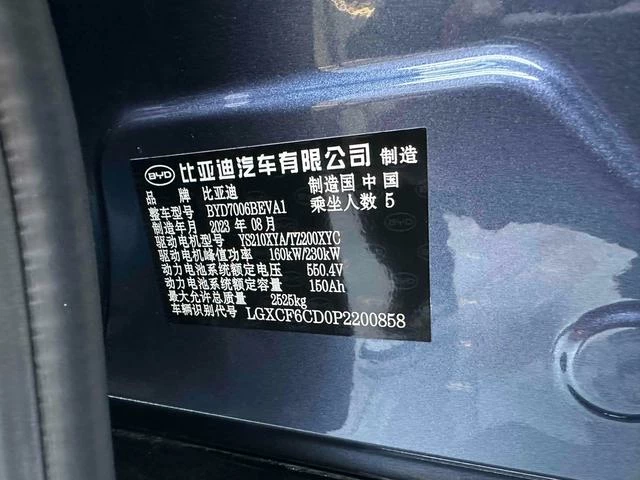 BYD 比亚迪汽车有限公司 制造
品 牌 比亚迪 制造国 中国
整车型号 BYD7006BEVA1 乘坐人数 5
制造年月 2023 年 08 月
驱动电机型号 YS210XYA/TZ200XYC
驱动电机峰值功率 160kW/230kW
动力电池系统额定电压 550.4V
动力电池系统额定容量 150Ah
最大允许总质量 2525kg
车辆识别代号 LGXCF6CD0P2200858